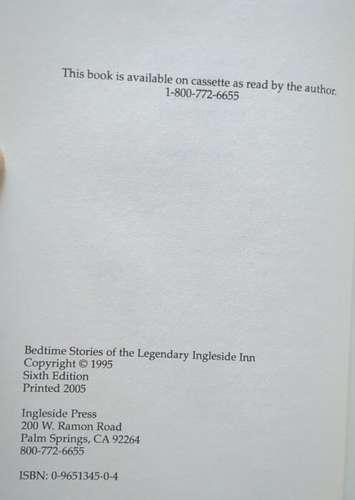 This book is available on cassette as read by the author.
1-800-772-6655
Bedtime Stories of the Legendary Ingleside Inn
Copyright © 1995
Sixth Edition
Printed 2005
Ingleside Press
200 W. Ramon Road
Palm Springs, CA 92264
800-772-6655
ISBN: 0-9651345-0-4